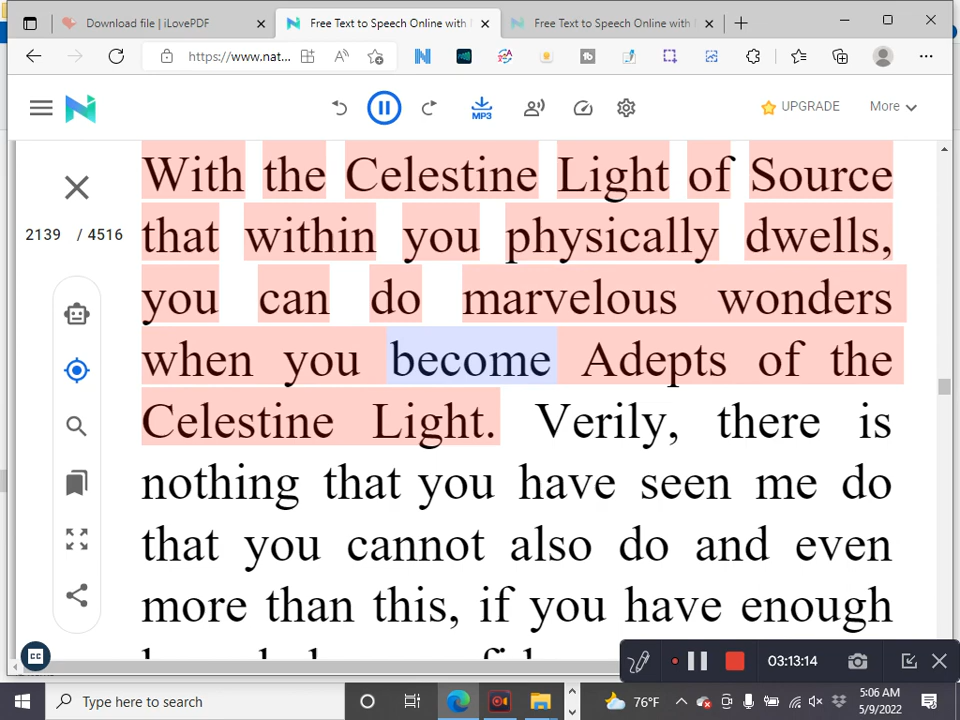 Download file | iLovePDF
Free Text to Speech Online with
Free Text to Speech Online with
https://www.nat...
MP3
UPGRADE
More
2139 / 4516
With the Celestine Light of Source
that within you physically dwells,
you can do marvelous wonders
when you become Adepts of the
Celestine Light. Verily, there is
nothing that you have seen me do
that you cannot also do and even
more than this, if you have enough
CC
03:13:14
Type here to search
76°F
5:06 AM
5/9/2022